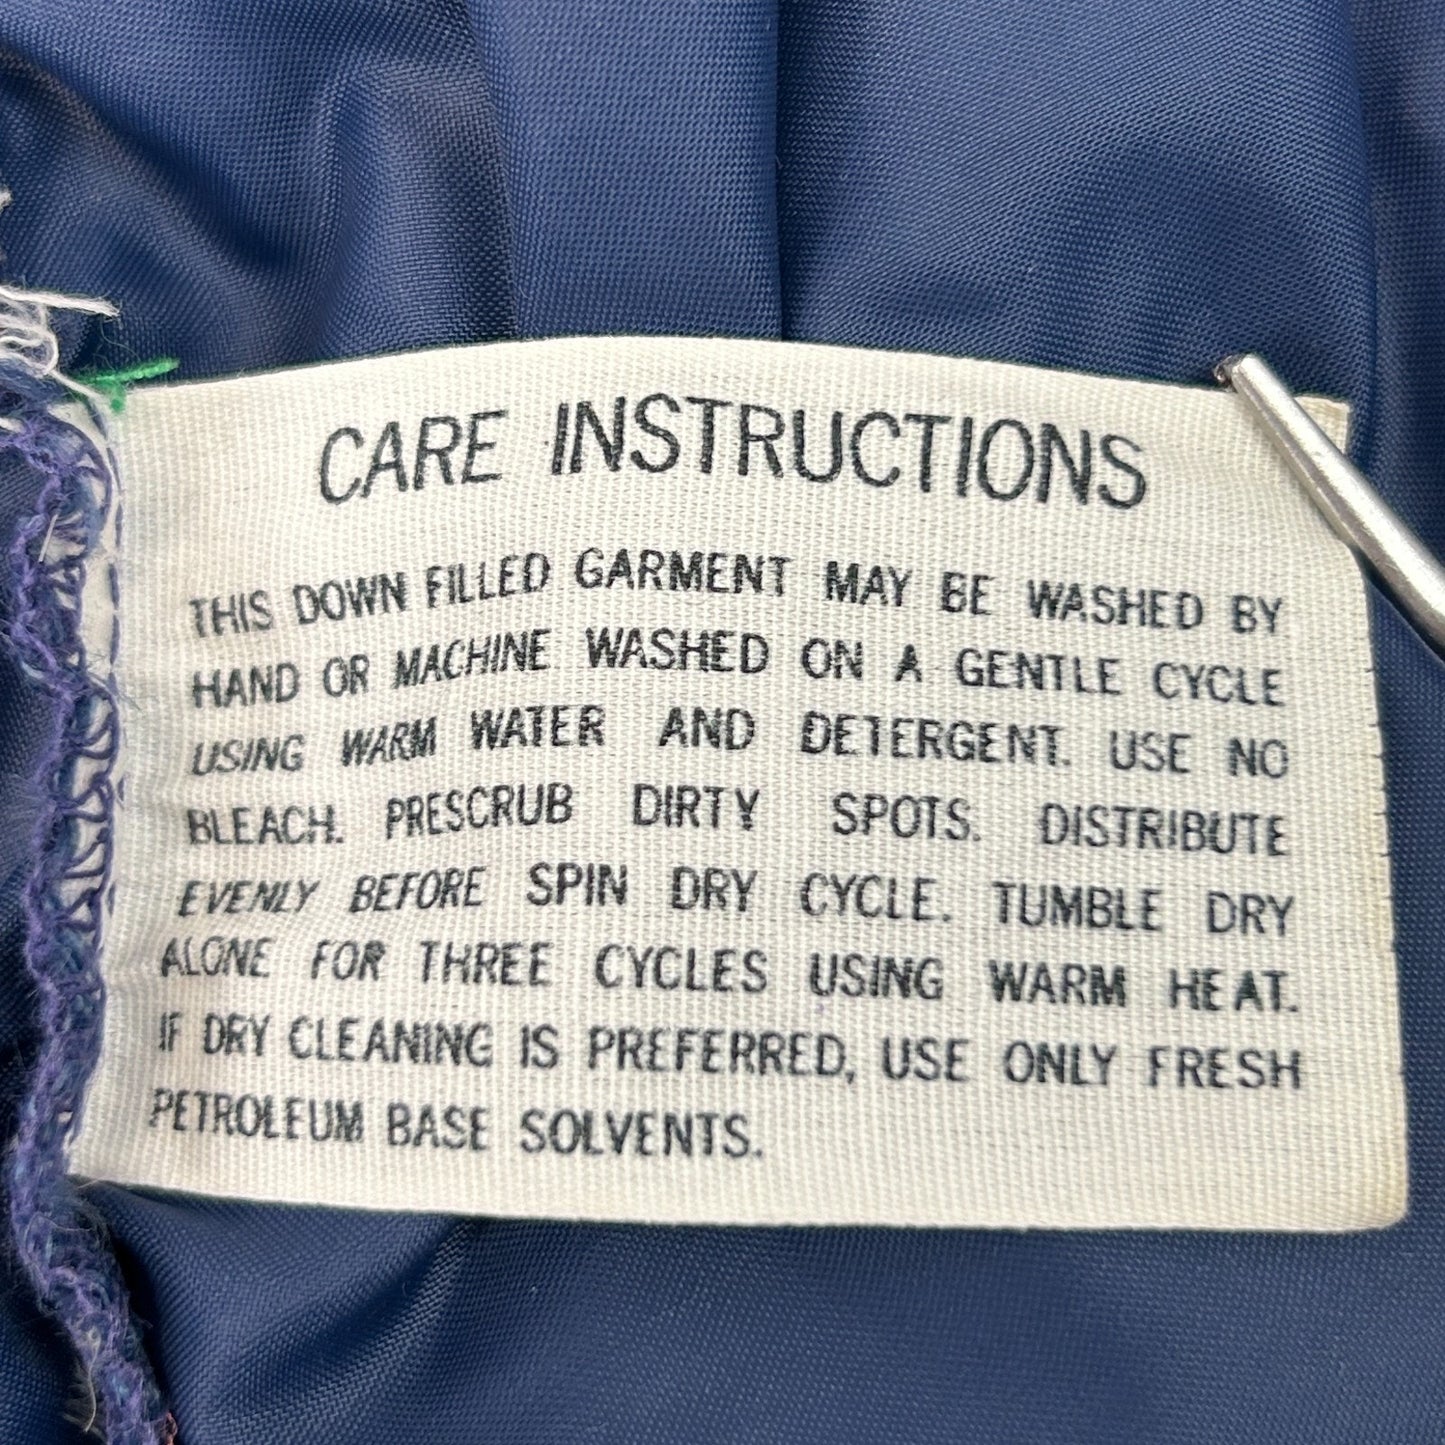 CARE INSTRUCTIONS
THIS DOWN FILLED GARMENT MAY BE WASHED BY
HAND OR MACHINE WASHED ON A GENTLE CYCLE
USING WARM WATER AND DETERGENT. USE NO
BLEACH. PRESCRUB DIRTY SPOTS. DISTRIBUTE
EVENLY BEFORE SPIN DRY CYCLE. TUMBLE DRY
ALONE FOR THREE CYCLES USING WARM HEAT.
IF DRY CLEANING IS PREFERRED, USE ONLY FRESH
PETROLEUM BASE SOLVENTS.